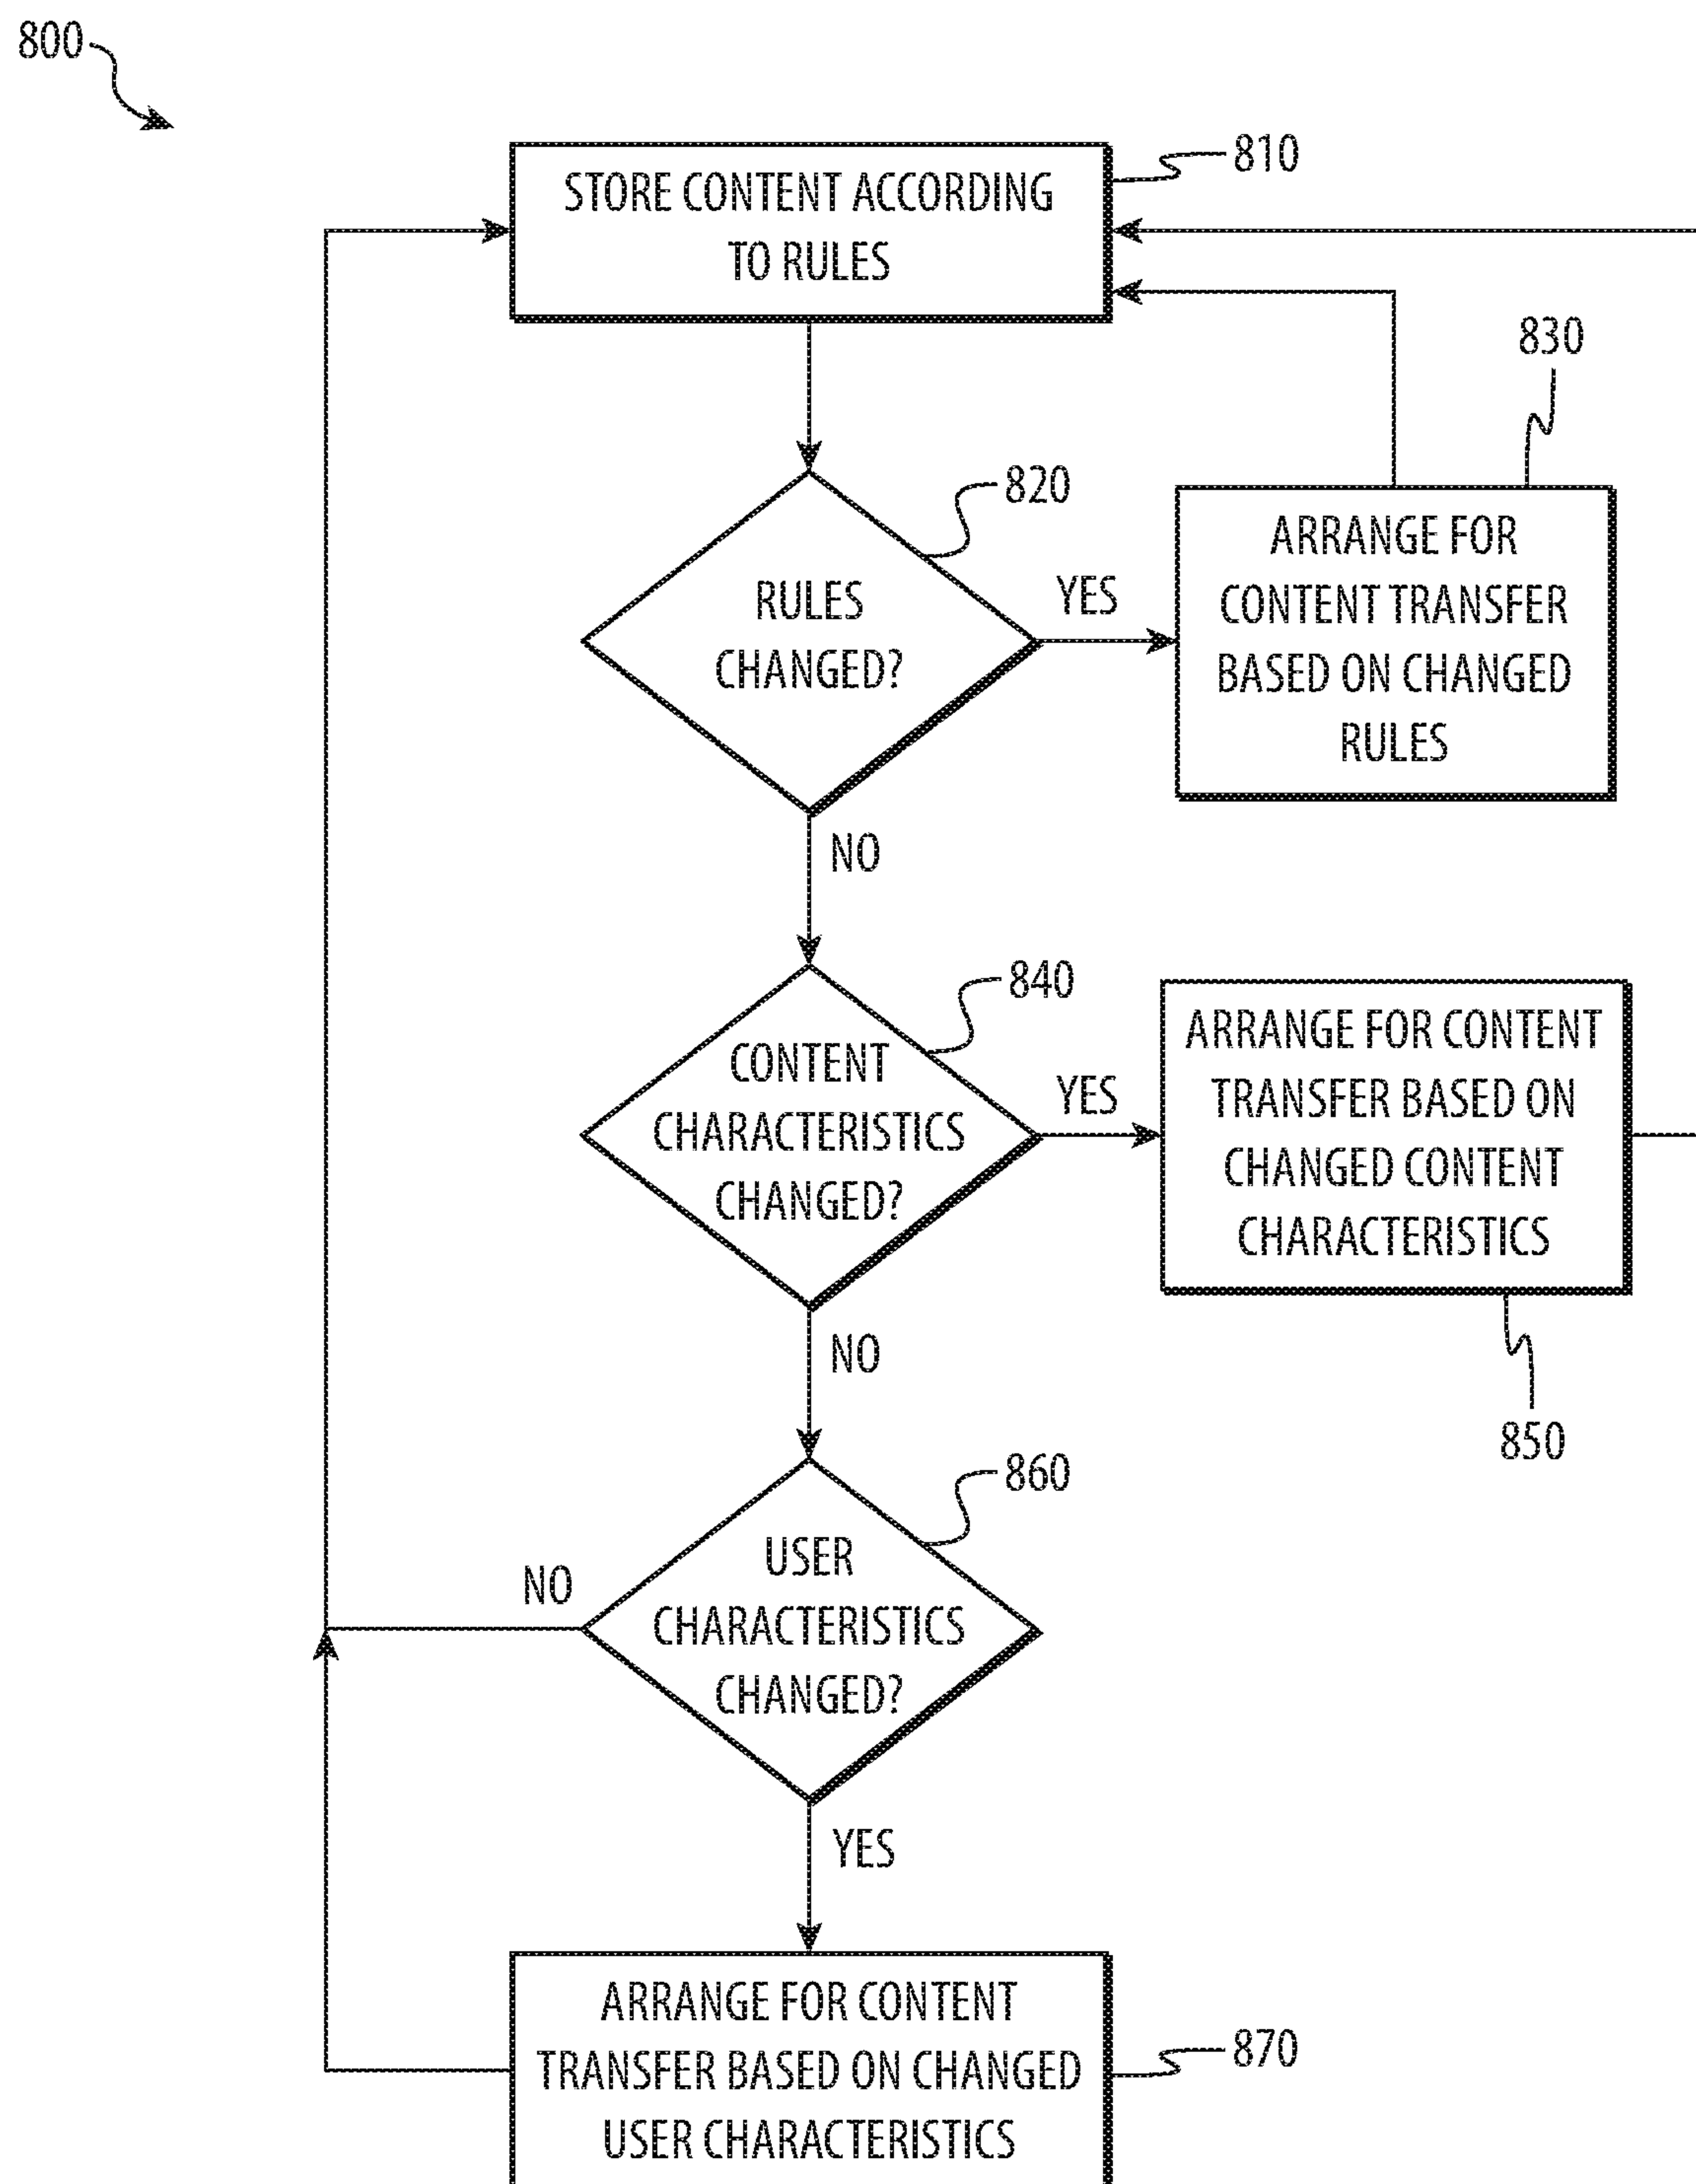 800
810
STORE CONTENT ACCORDING
TO RULES
830
820
RULES
CHANGED?
YES
ARRANGE FOR
CONTENT TRANSFER
BASED ON CHANGED
RULES
NO
840
CONTENT
CHARACTERISTICS
CHANGED?
YES
ARRANGE FOR CONTENT
TRANSFER BASED ON
CHANGED CONTENT
CHARACTERISTICS
850
NO
860
USER
CHARACTERISTICS
CHANGED?
NO
YES
ARRANGE FOR CONTENT
TRANSFER BASED ON CHANGED
USER CHARACTERISTICS
870